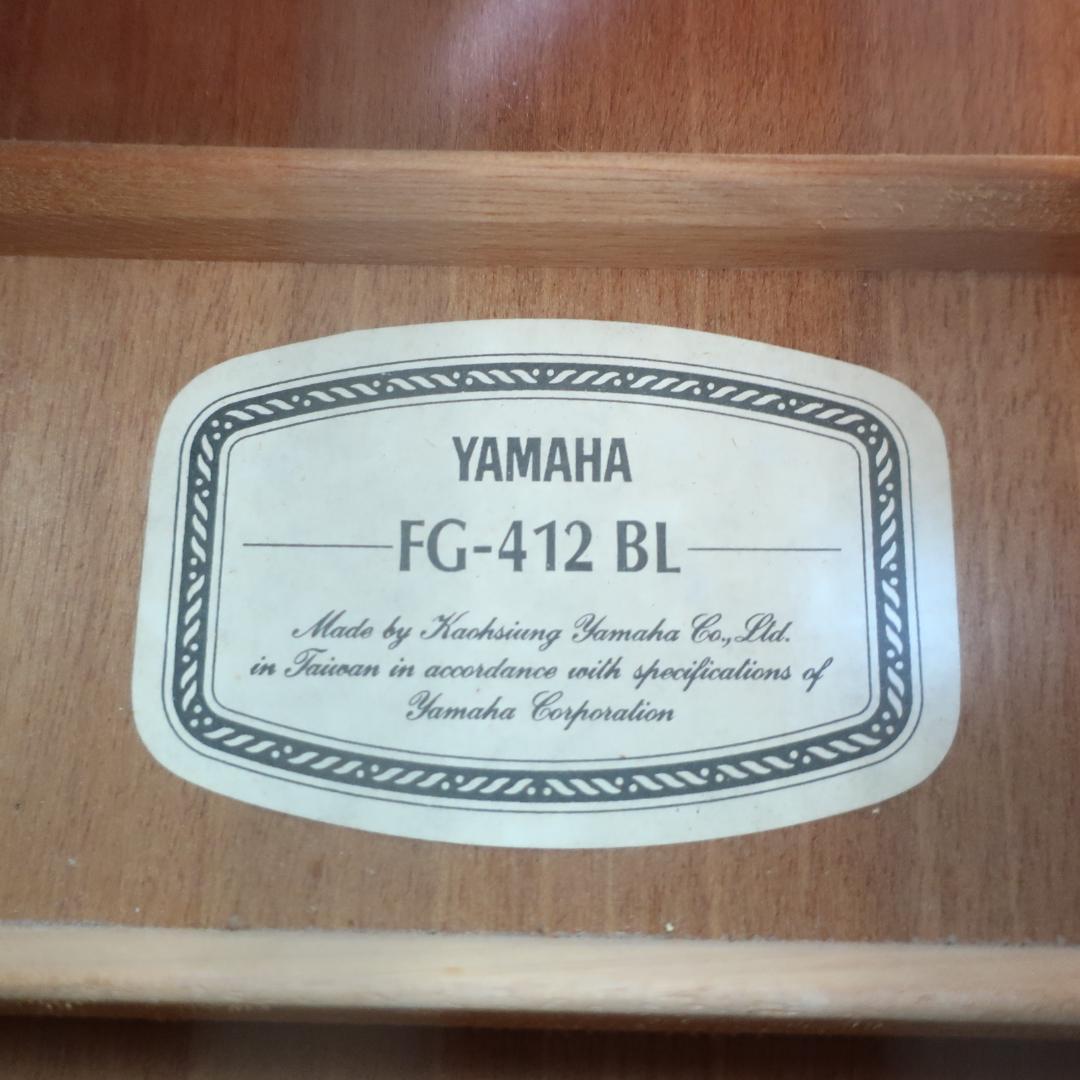 YAMAHA
FG-412 BL
Made by Kaohsiung Yamaha Co., Ltd.
in Taiwan in accordance with specifications of
Yamaha Corporation